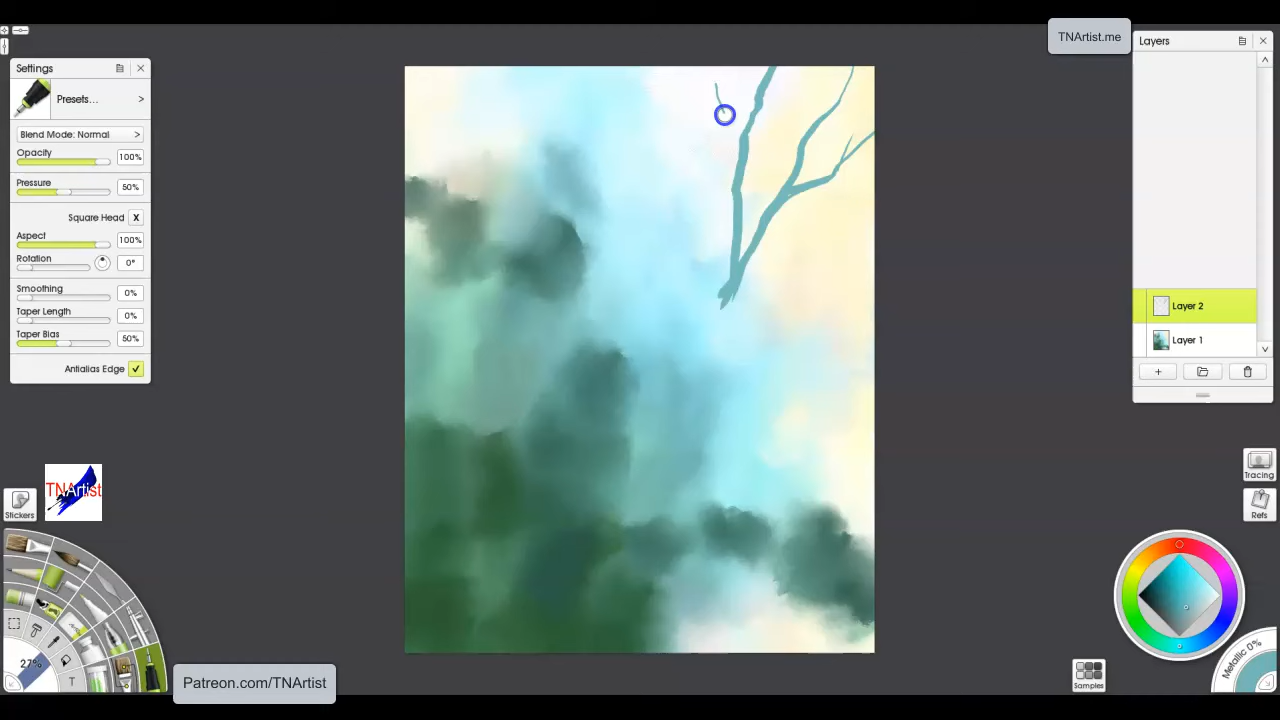 TNArtist.me
Settings
Presets...
>
Blend Mode: Normal >
Opacity
100%
Pressure
50%
Square Head X
Aspect
100%
Rotation
0°
Smoothing
0%
Taper Length
0%
Taper Bias
50%
Antialias Edge
Layers
Layer 2
Layer 1
+
Tracing
Refs
TNArtist
Stickers
27%
T
Patreon.com/TNArtist
Samples
Metallic 0%